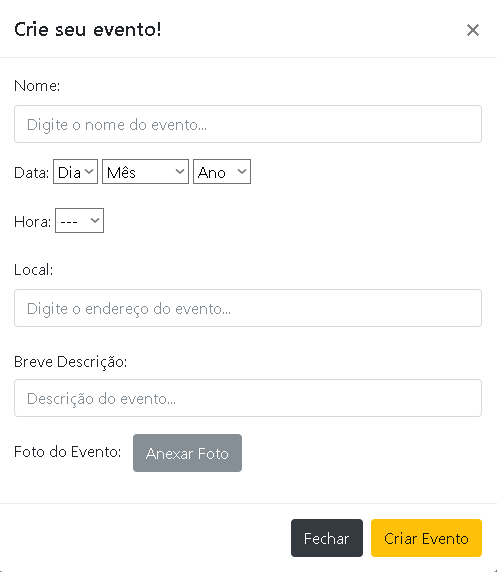 Crie seu evento! ×
Nome:
Digite o nome do evento...
Data: Dia Mês Ano
Hora: ---
Local:
Digite o endereço do evento...
Breve Descrição:
Descrição do evento...
Foto do Evento: Anexar Foto
Fechar Criar Evento